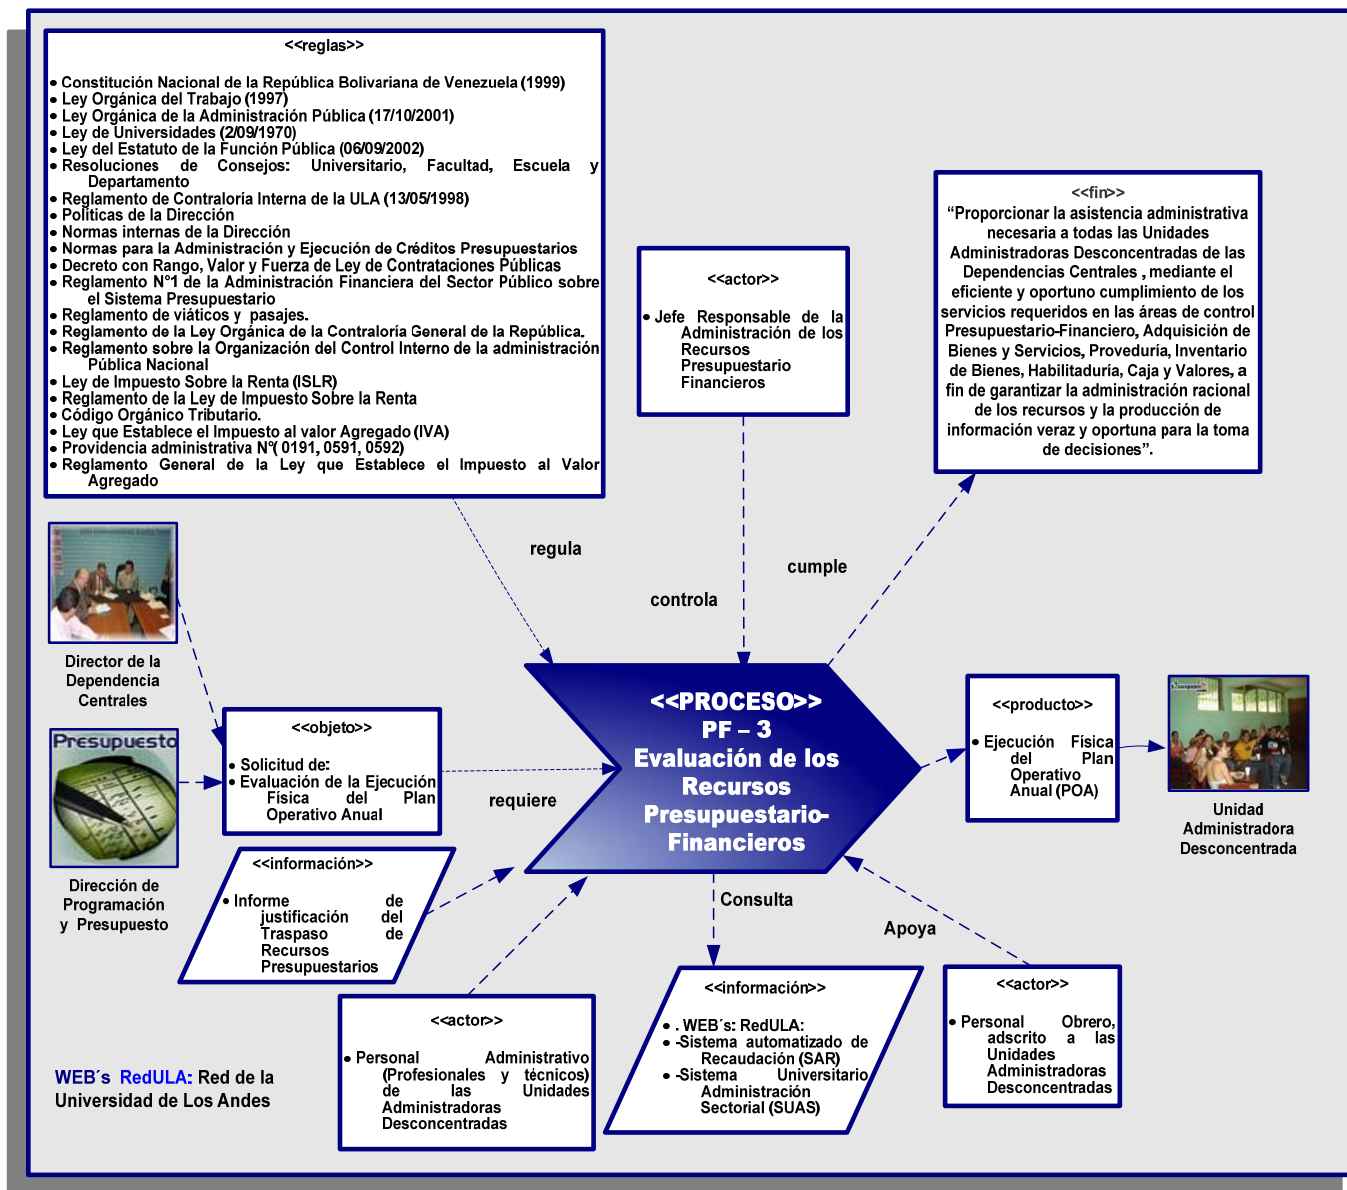 <<reglas>>
• Constitución Nacional de la República Bolivariana de Venezuela (1999)
• Ley Orgánica del Trabajo (1997)
• Ley Orgánica de la Administración Pública (17/10/2001)
• Ley de Universidades (2/09/1970)
• Ley del Estatuto de la Función Pública (06/09/2002)
• Resoluciones de Consejos: Universitario, Facultad, Escuela y
Departamento
• Reglamento de Contraloría Interna de la ULA (13/05/1998)
• Políticas de la Dirección
• Normas internas de la Dirección
• Normas para la Administración y Ejecución de Créditos Presupuestarios
• Decreto con Rango, Valor y Fuerza de Ley de Contrataciones Públicas
• Reglamento N°1 de la Administración Financiera del Sector Público sobre
el Sistema Presupuestario
• Reglamento de viáticos y pasajes.
• Reglamento de la Ley Orgánica de la Contraloría General de la República.
• Reglamento sobre la Organización del Control Interno de la administración
Pública Nacional
• Ley de Impuesto Sobre la Renta (ISLR)
• Reglamento de la Ley de Impuesto Sobre la Renta
• Código Orgánico Tributario.
• Ley que Establece el Impuesto al valor Agregado (IVA)
• Providencia administrativa N°( 0191, 0591, 0592)
• Reglamento General de la Ley que Establece el Impuesto al Valor
Agregado
<<fin>>
“Proporcionar la asistencia administrativa
necesaria a todas las Unidades
Administradoras Desconcentradas de las
Dependencias Centrales , mediante el
eficiente y oportuno cumplimiento de los
servicios requeridos en las áreas de control
Presupuestario-Financiero, Adquisición de
Bienes y Servicios, Proveduría, Inventario
de Bienes, Habilitaduría, Caja y Valores, a
fin de garantizar la administración racional
de los recursos y la producción de
información veraz y oportuna para la toma
de decisiones”.
<<actor>>
• Jefe Responsable de la
Administración de los
Recursos
Presupuestario
Financieros
regula
controla
cumple
Director de la
Dependencia
Centrales
Presupuesto
Dirección de
Programación
y Presupuesto
<<objeto>>
• Solicitud de:
• Evaluación de la Ejecución
Física del Plan
Operativo Anual
requiere
<<PROCESO>>
PF – 3
Evaluación de los
Recursos
Presupuestario-
Financieros
<<producto>>
• Ejecución Física
del Plan
Operativo
Anual (POA)
Unidad
Administradora
Desconcentrada
<<información>>
• Informe de
justificación del
Traspaso de
Recursos
Presupuestarios
Consulta
Apoya
<<actor>>
• Personal Administrativo
(Profesionales y técnicos)
de las Unidades
Administradoras
Desconcentradas
<<información>>
• . WEB´s: RedULA:
• -Sistema automatizado de
Recaudación (SAR)
• -Sistema Universitario
Administración
Sectorial (SUAS)
<<actor>>
• Personal Obrero,
adscrito a las
Unidades
Administradoras
Desconcentradas
WEB´s RedULA: Red de la
Universidad de Los Andes